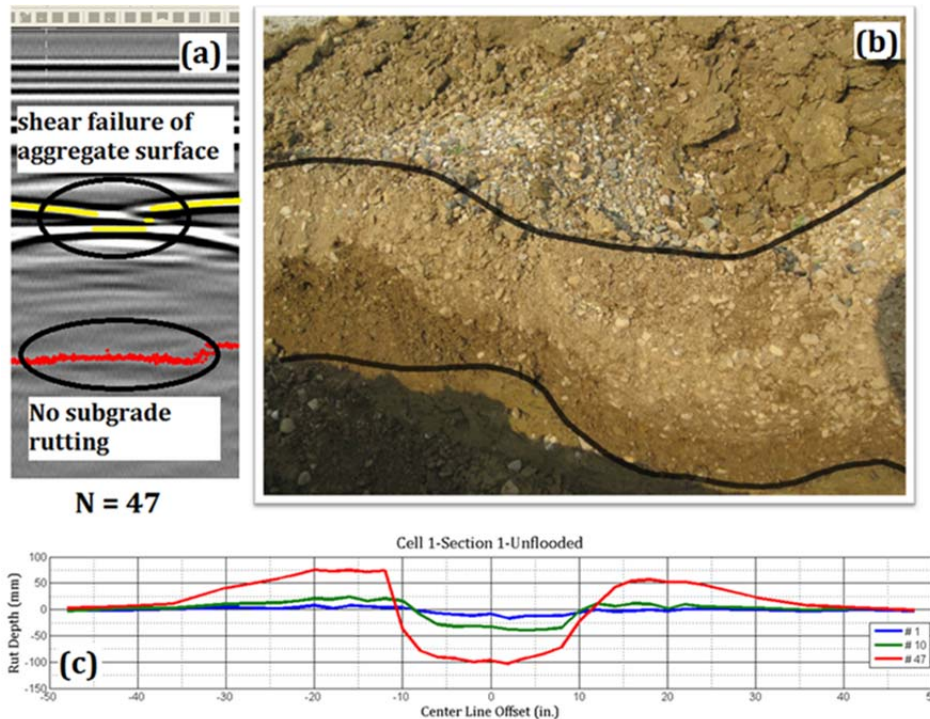 (a)
(b)
shear failure of
aggregate surface
No subgrade
rutting
N = 47
Cell 1-Section 1-Unflooded
Rut Depth (mm)
100
50
0
-50
-100
-150
(c)
# 1
# 10
# 47
-50 -40 -30 -20 -10 0 10 20 30 40 50
Center Line Offset (in.)